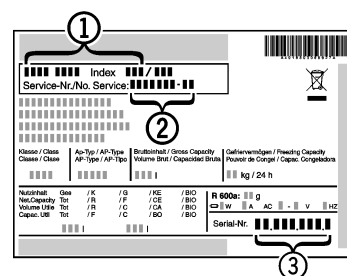 1
Index /
Service-Nr./No. Service: -
2
Klasse / Class
Classe / Clase
Ap-Typ / AP-Type
AP-Type / AP-Tipo
Bruttoinhalt / Gross Capacity
Volume Brut / Capacidad Bruta
Gefriervermögen / Freezing Capacity
Pouvoir de Congel / Capac. Congeladora
l
kg / 24 h
Nutzinhalt Ges / K / G / KE / BIO
Net.Capacity Tot / R / F / CE / BIO
Volume Utile Tot / R / C / CA / BIO
Capac. Util Tot / F / C / BO / BIO
l l
R 600a: g
W A AC - V HZ
Serial-Nr. . .
3